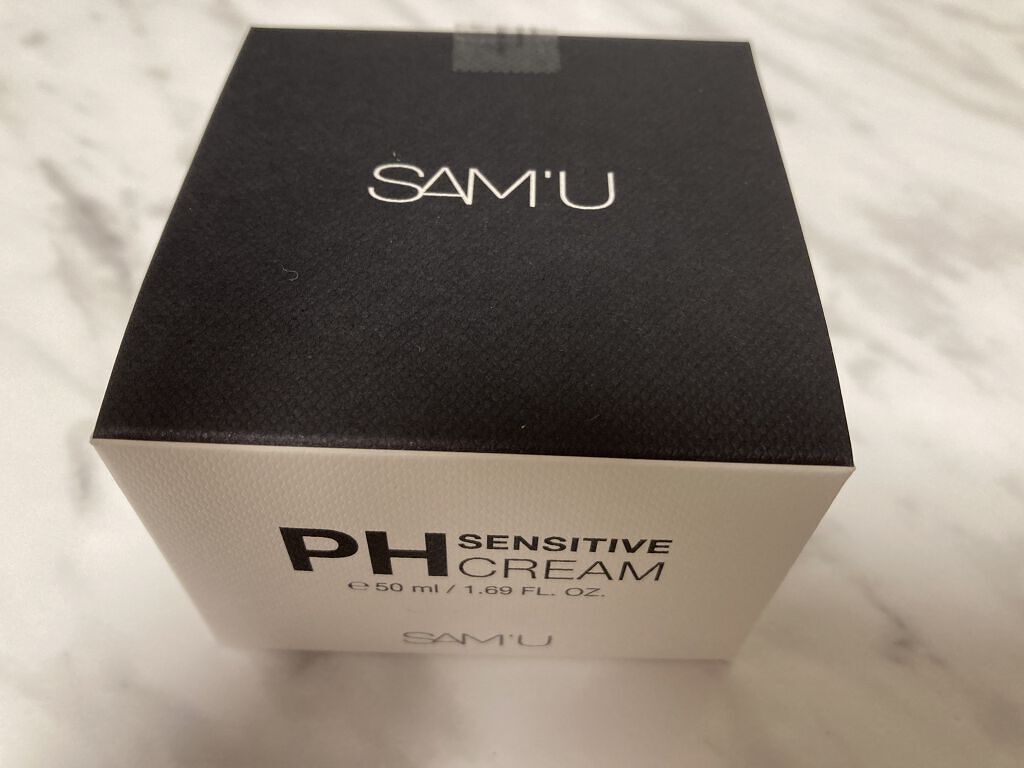 SAM'U
PH SENSITIVE
CREAM
℮ 50 ml / 1.69 FL. OZ.
SAM'U